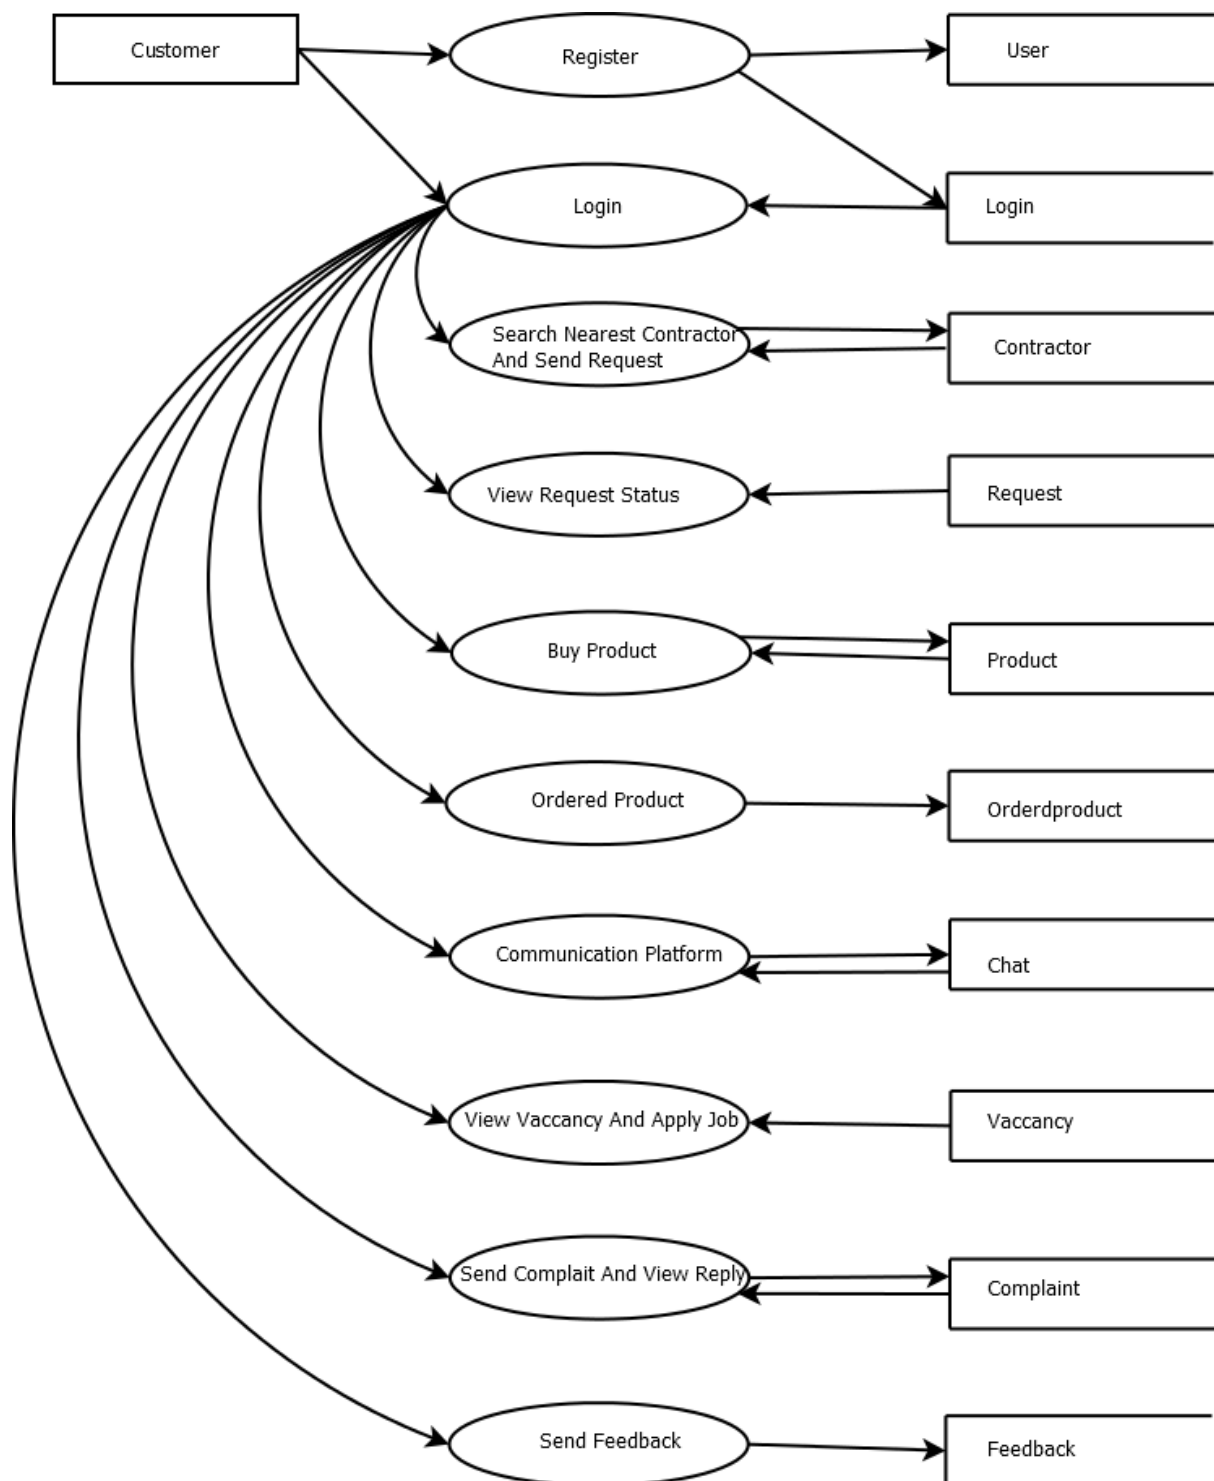 Customer
Register
User
Login
Login
Search Nearest Contractor
And Send Request
Contractor
View Request Status
Request
Buy Product
Product
Ordered Product
Orderdproduct
Communication Platform
Chat
View Vaccancy And Apply Job
Vaccancy
Send Complait And View Reply
Complaint
Send Feedback
Feedback